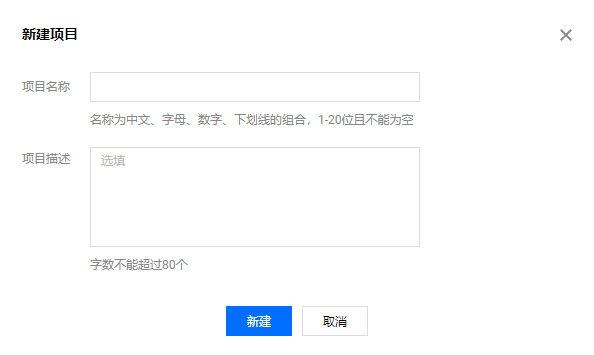 新建项目
项目名称
名称为中文、字母、数字、下划线的组合，1-20位且不能为空
项目描述
选填
字数不能超过80个
新建 取消